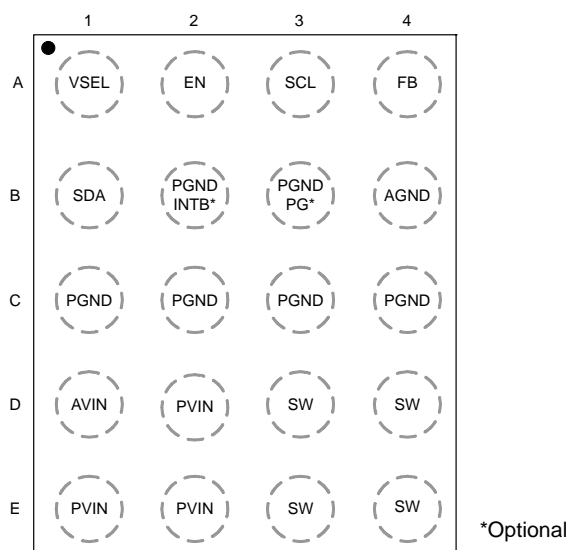 1 2 3 4
A VSEL EN SCL FB
B SDA PGND INTB* PGND PG* AGND
C PGND PGND PGND PGND
D AVIN PVIN SW SW
E PVIN PVIN SW SW
*Optional